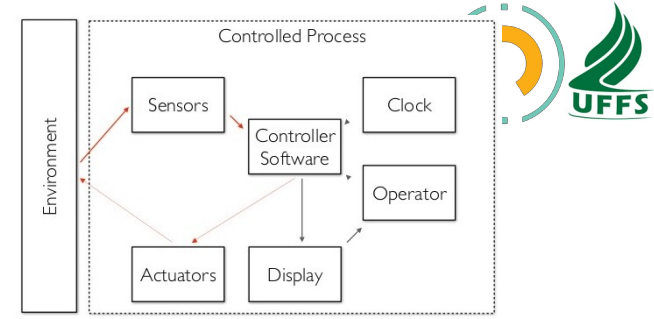 Controlled Process
Environment
Sensors
Clock
Controller
Software
Operator
Actuators
Display
UFFS